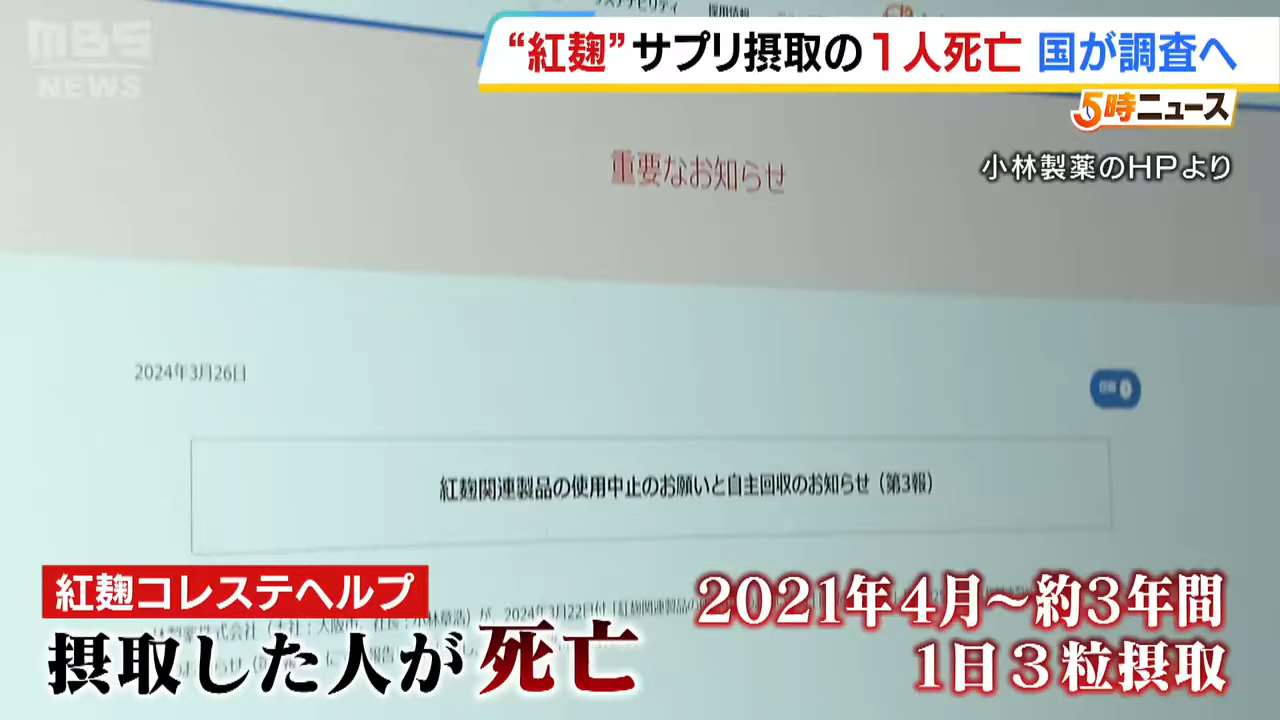 MBS
NEWS
“紅麹”サプリ摂取の1人死亡 国が調査へ
5時ニュース
小林製薬のHPより
重要なお知らせ
2024年3月26日
紅麹関連製品の使用中止のお願いと自主回収のお知らせ（第3報）
紅麹コレステヘルプ
摂取した人が死亡
2021年4月～約3年間
1日3粒摂取